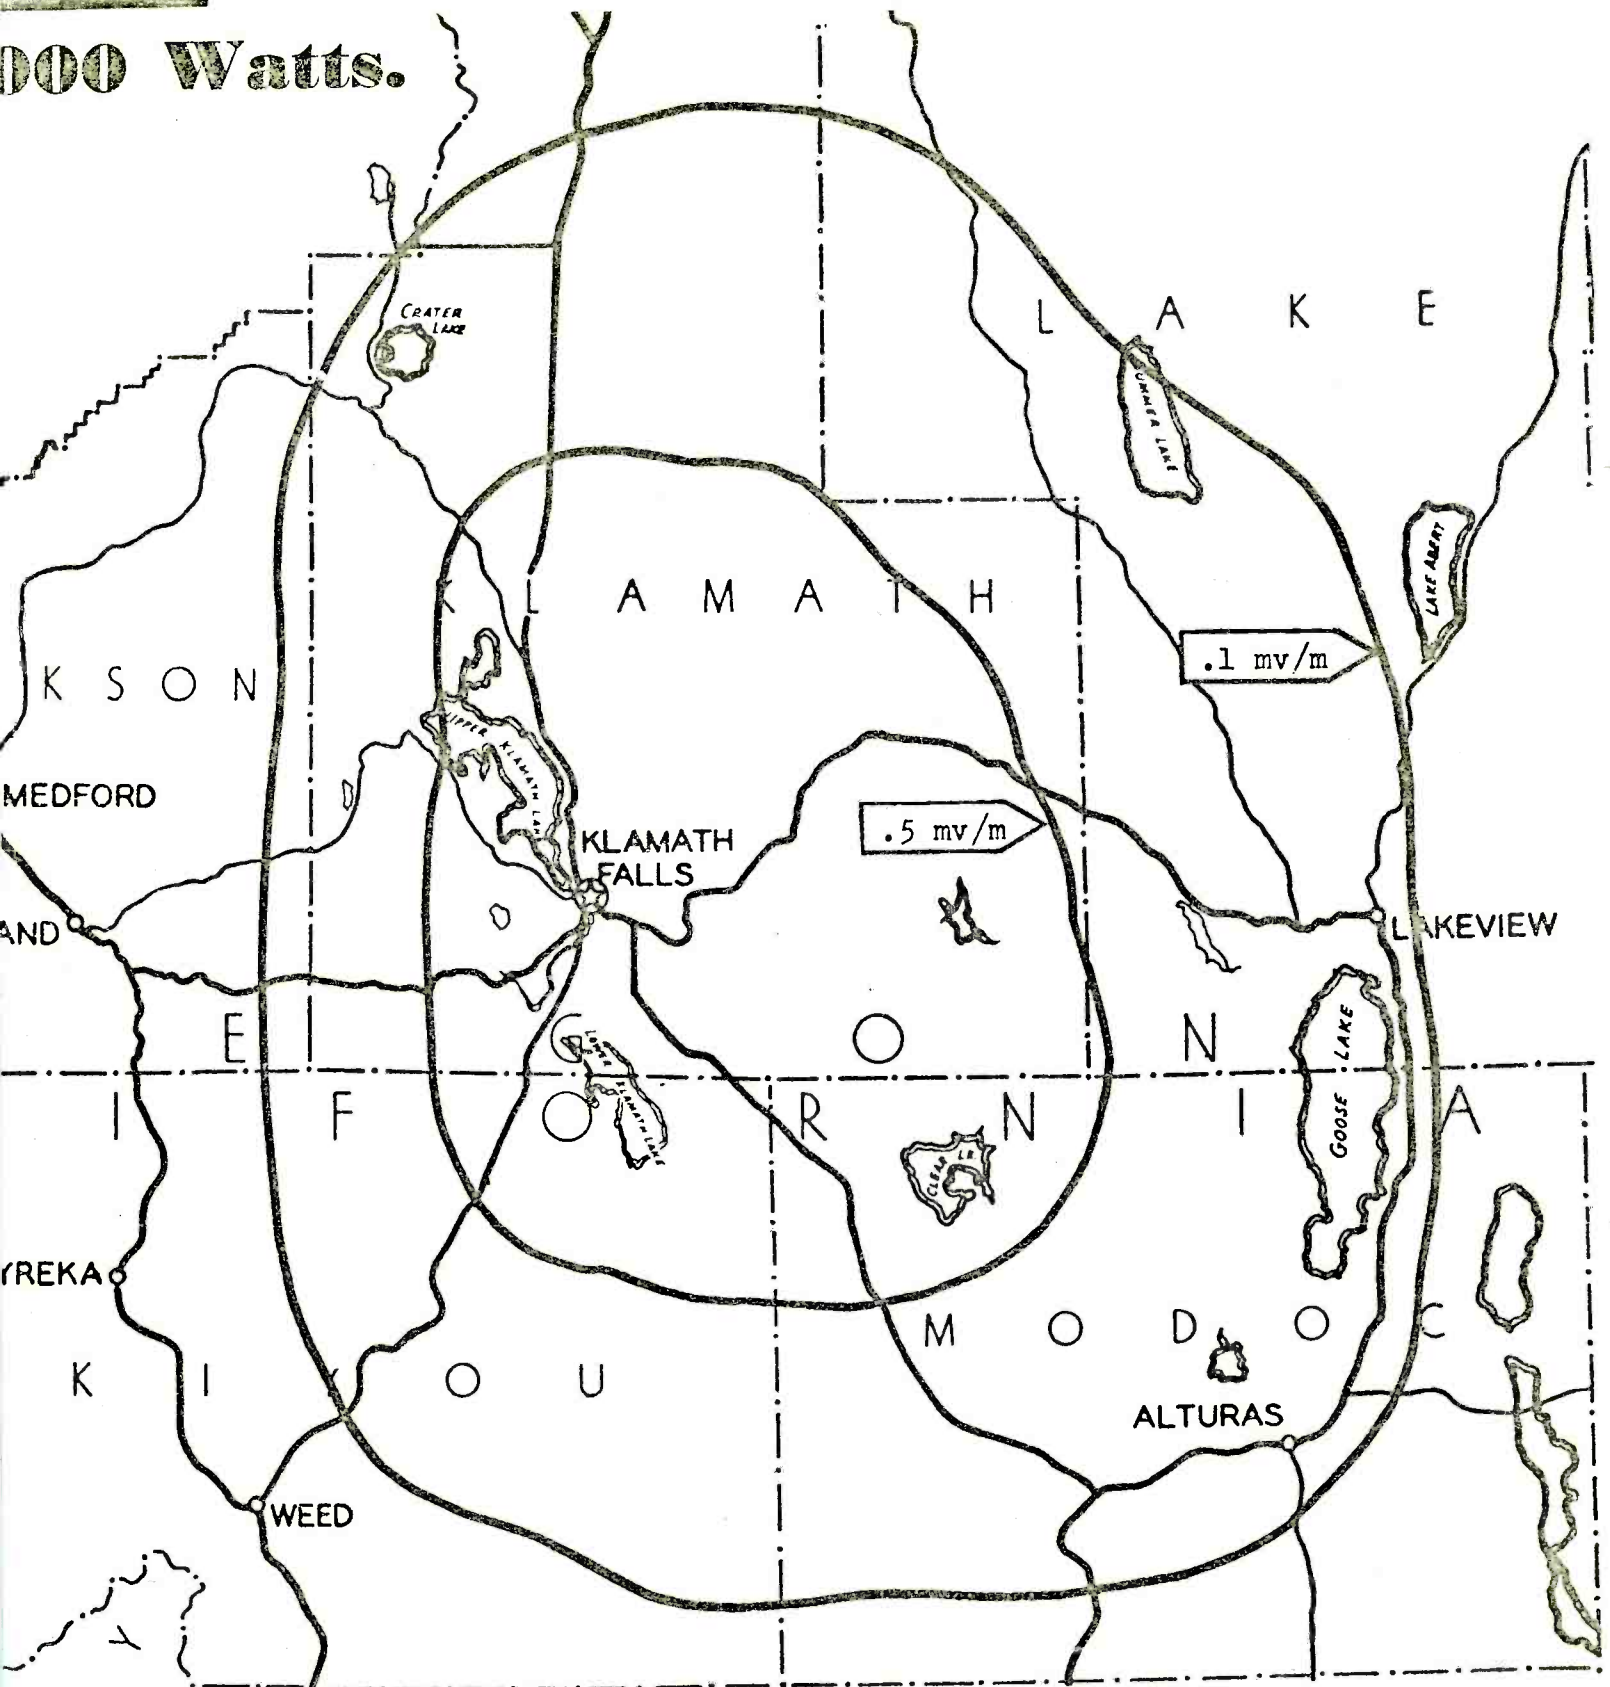 000 Watts.
CRATER
LAKE
L A K E
UMMER LAKE
LAKE ABERT
K L A M A T H
.1 mv/m
K S O N
UPPER KLAMATH LAKE
MEDFORD
.5 mv/m
KLAMATH
FALLS
AND
LAKEVIEW
E G O N
LOWER KLAMATH LAKE
GOOSE LAKE
I F O R N I A
CLEAR LK
YREKA
M O D O C
K I Y O U
ALTURAS
WEED
Y